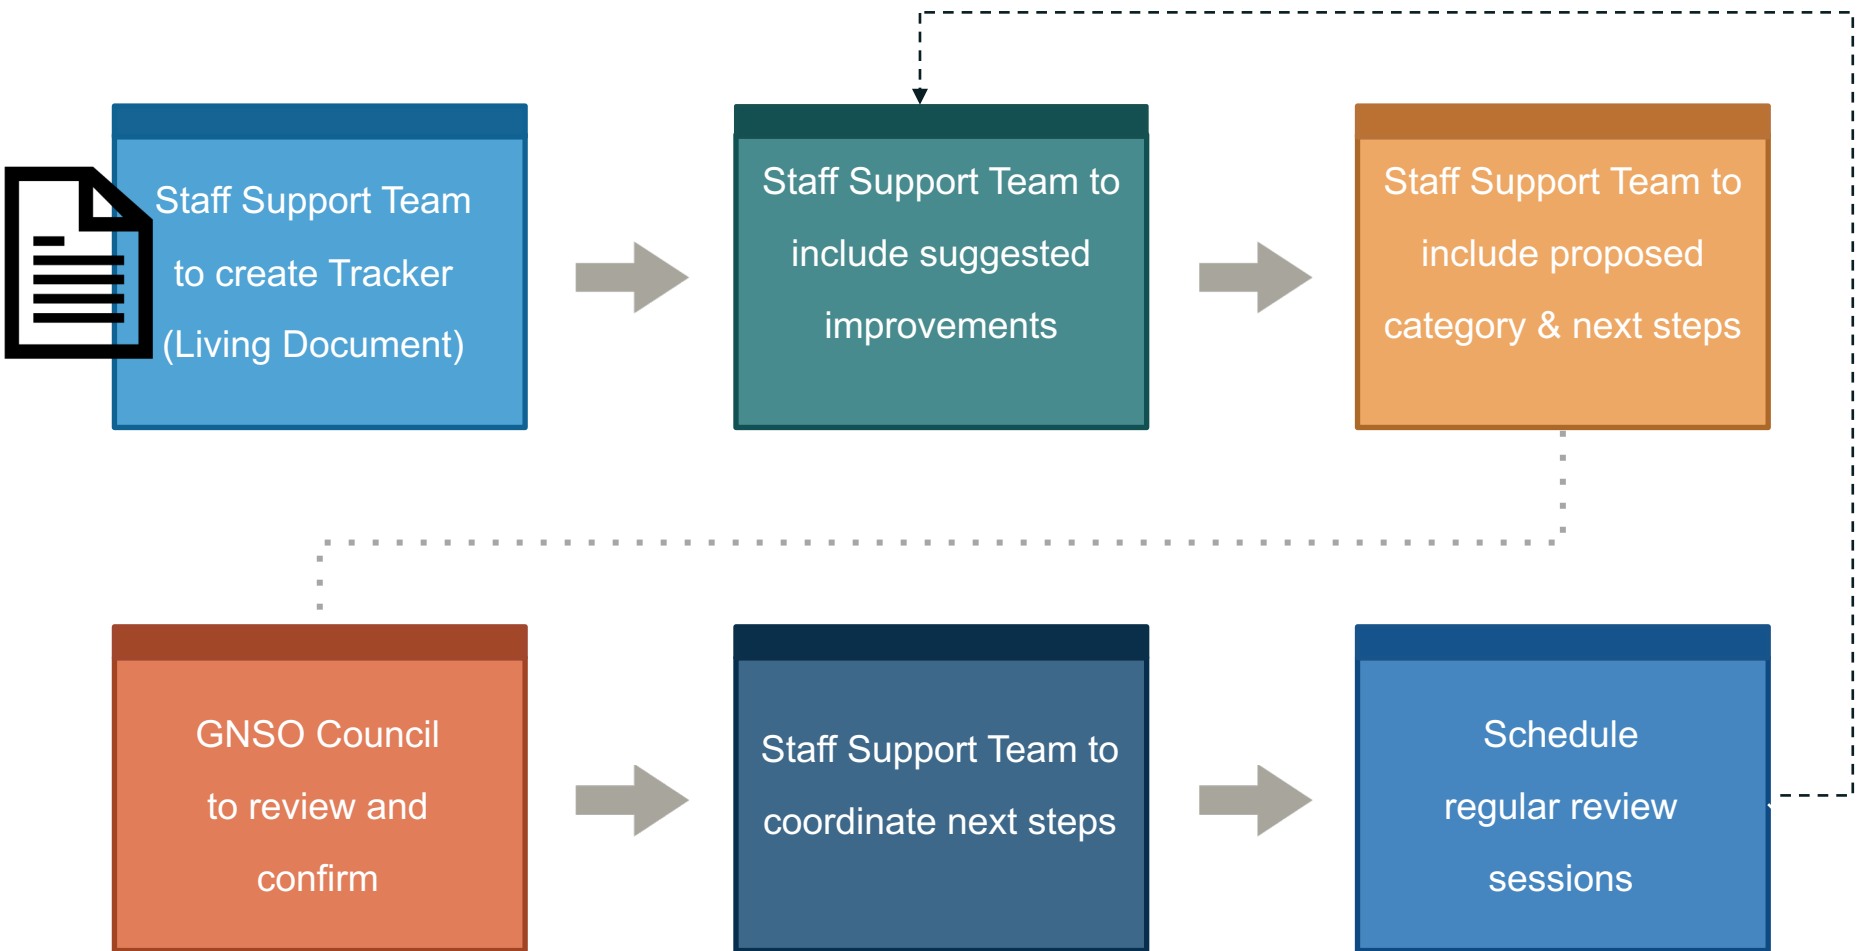 Staff Support Team
to create Tracker
(Living Document)
Staff Support Team to
include suggested
improvements
Staff Support Team to
include proposed
category & next steps
GNSO Council
to review and
confirm
Staff Support Team to
coordinate next steps
Schedule
regular review
sessions